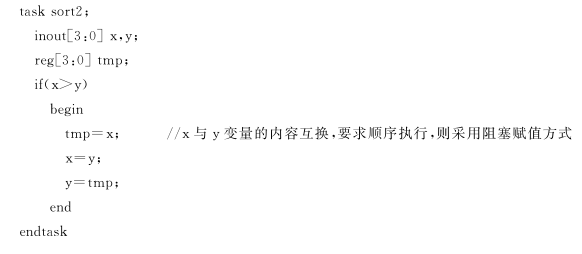 task sort2;
inout[3:0] x,y;
reg[3:0] tmp;
if(x>y)
begin
tmp=x; //x 与 y 变量的内容互换,要求顺序执行,则采用阻塞赋值方式
x=y;
y=tmp;
end
endtask